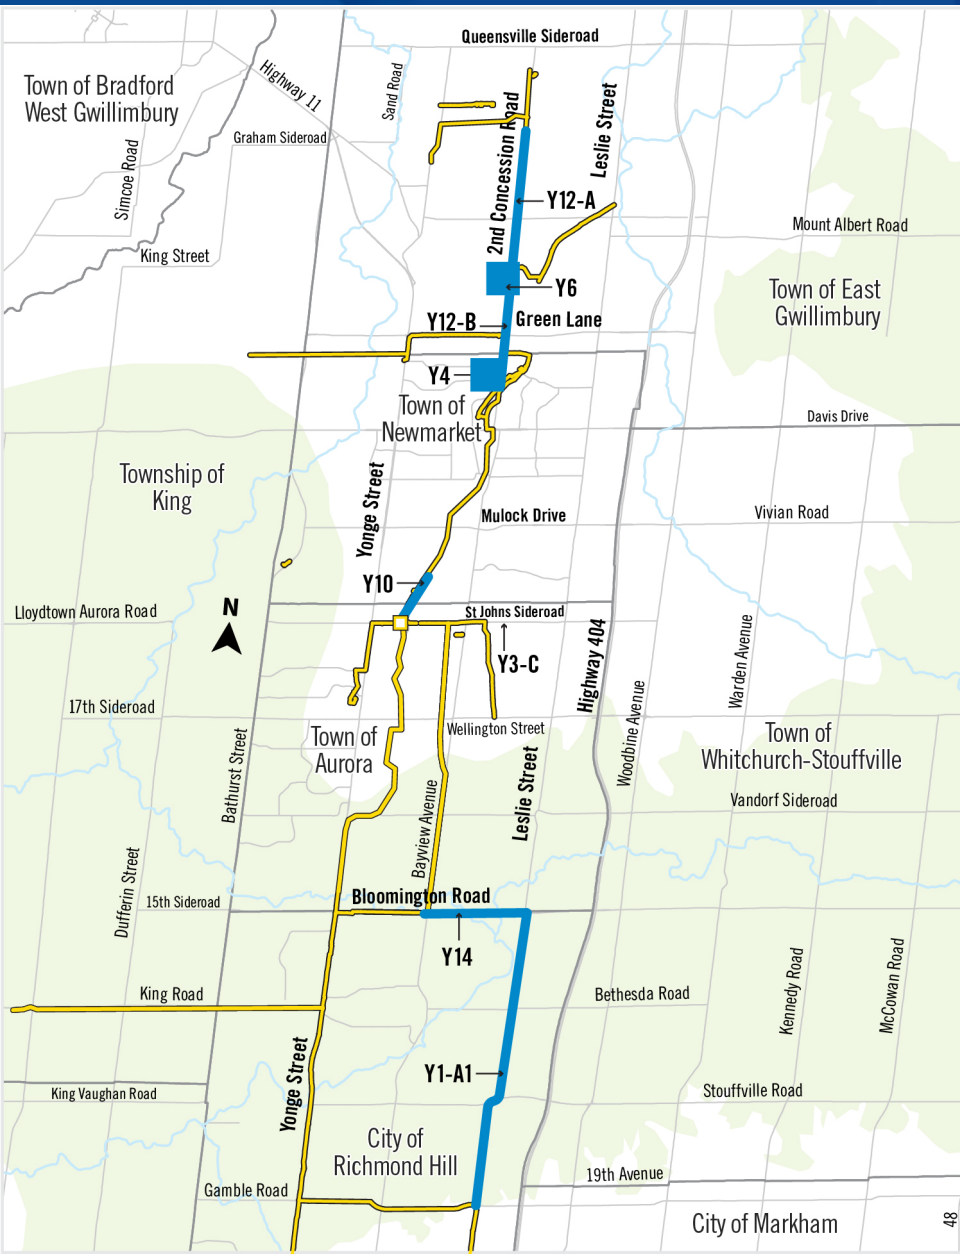 Queensville Sideroad
Town of Bradford
West Gwillimbury
Highway 11
Sand Road
2nd Concession Road
Leslie Street
Graham Sideroad
Simcoe Road
Y12-A
Mount Albert Road
King Street
Y6
Town of East
Gwillimbury
Y12-B
Green Lane
Y4
Town of
Newmarket
Davis Drive
Township of
King
Yonge Street
Mulock Drive
Vivian Road
Y10
N
Lloydtown Aurora Road
St Johns Sideroad
Y3-C
Highway 404
Warden Avenue
17th Sideroad
Woodbine Avenue
Wellington Street
Town of
Aurora
Town of
Whitchurch-Stouffville
Bathurst Street
Leslie Street
Bayview Avenue
Vandorf Sideroad
Dufferin Street
15th Sideroad
Bloomington Road
Y14
King Road
Bethesda Road
Kennedy Road
McCowan Road
Yonge Street
Y1-A1
King Vaughan Road
Stouffville Road
City of
Richmond Hill
19th Avenue
Gamble Road
City of Markham
48